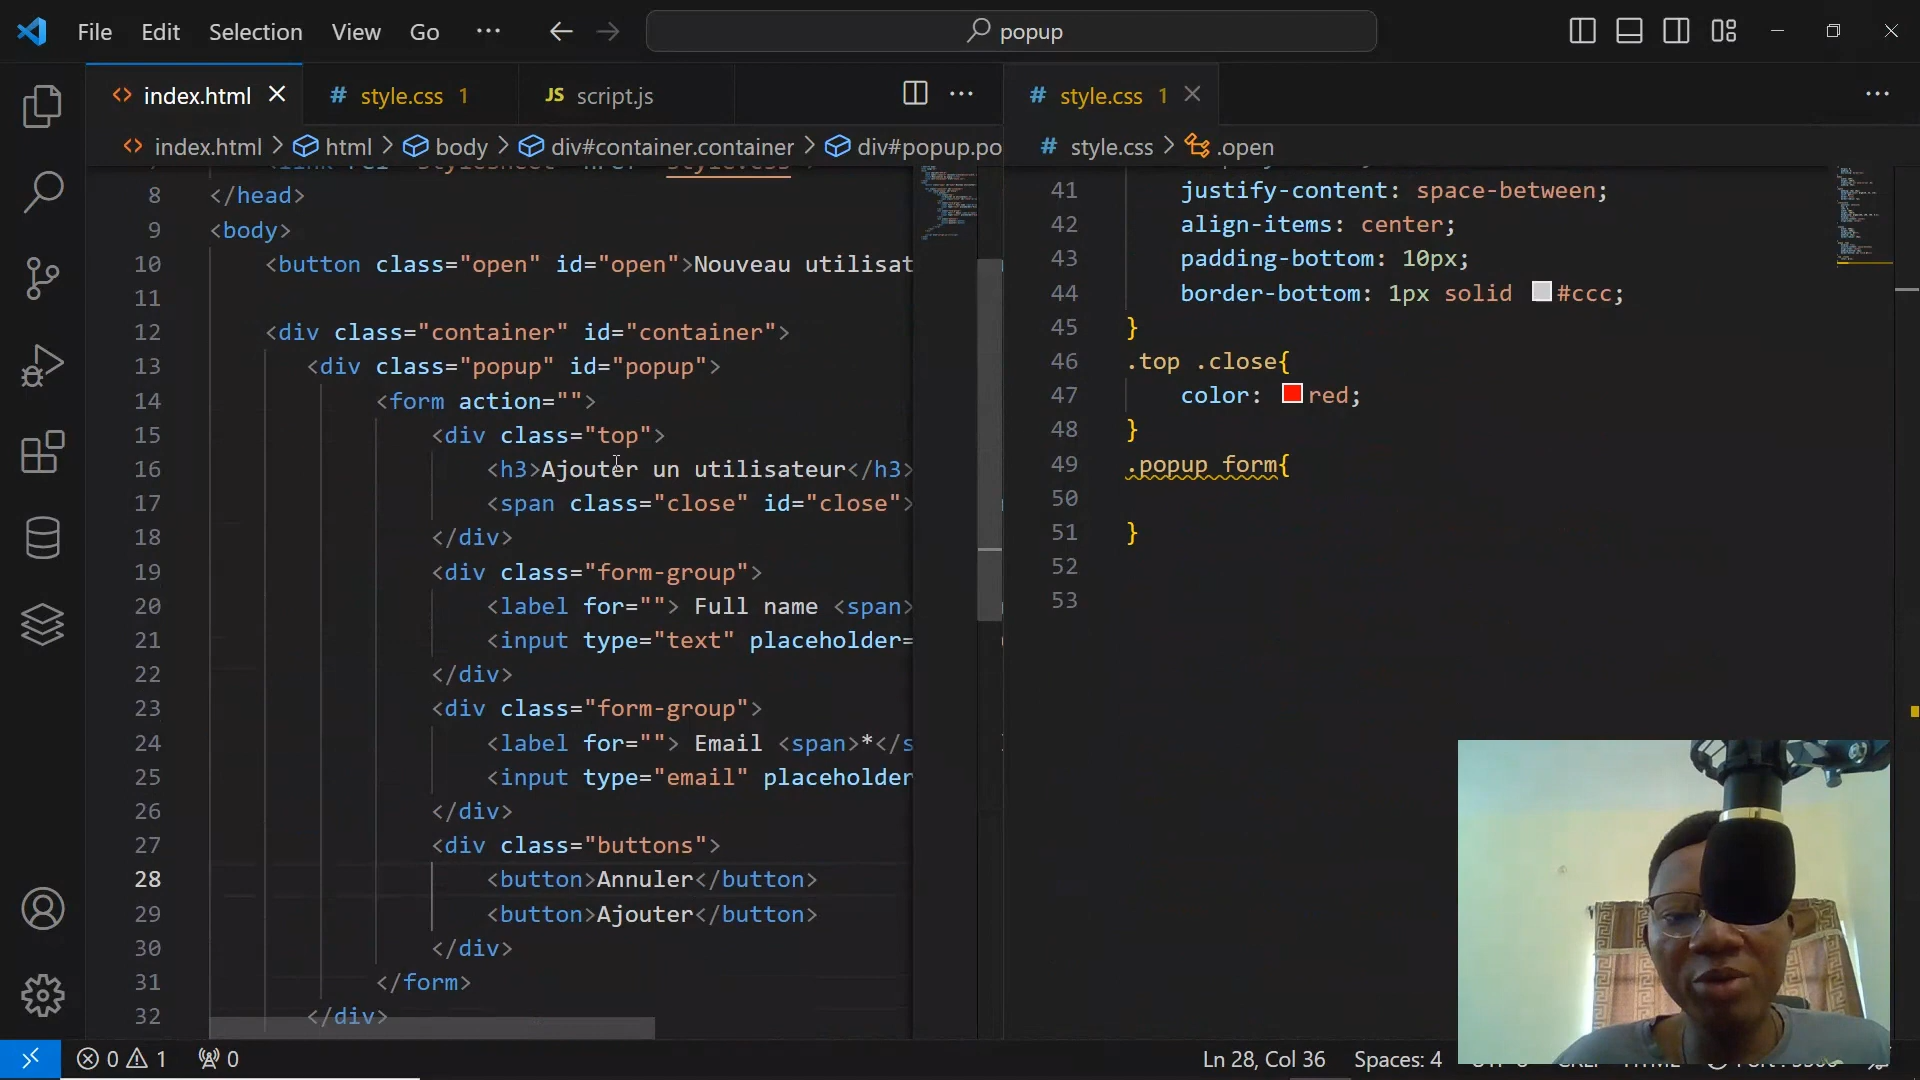 File Edit Selection View Go ··· popup
index.html style.css 1 JS script.js style.css 1
index.html > html > body > div#container.container > div#popup.po
style.css > .open
8 </head>
9 <body>
10 <button class="open" id="open">Nouveau utilisat
11
12 <div class="container" id="container">
13 <div class="popup" id="popup">
14 <form action="">
15 <div class="top">
16 <h3>Ajouter un utilisateur</h3>
17 <span class="close" id="close">
18 </div>
19 <div class="form-group">
20 <label for=""> Full name <span>
21 <input type="text" placeholder=
22 </div>
23 <div class="form-group">
24 <label for=""> Email <span>*</s
25 <input type="email" placeholder
26 </div>
27 <div class="buttons">
28 <button>Annuler</button>
29 <button>Ajouter</button>
30 </div>
31 </form>
32 </div>
41 justify-content: space-between;
42 align-items: center;
43 padding-bottom: 10px;
44 border-bottom: 1px solid #ccc;
45 }
46 .top .close{
47 color: red;
48 }
49 .popup form{
50
51 }
52
53
0 1 0 Ln 28, Col 36 Spaces: 4